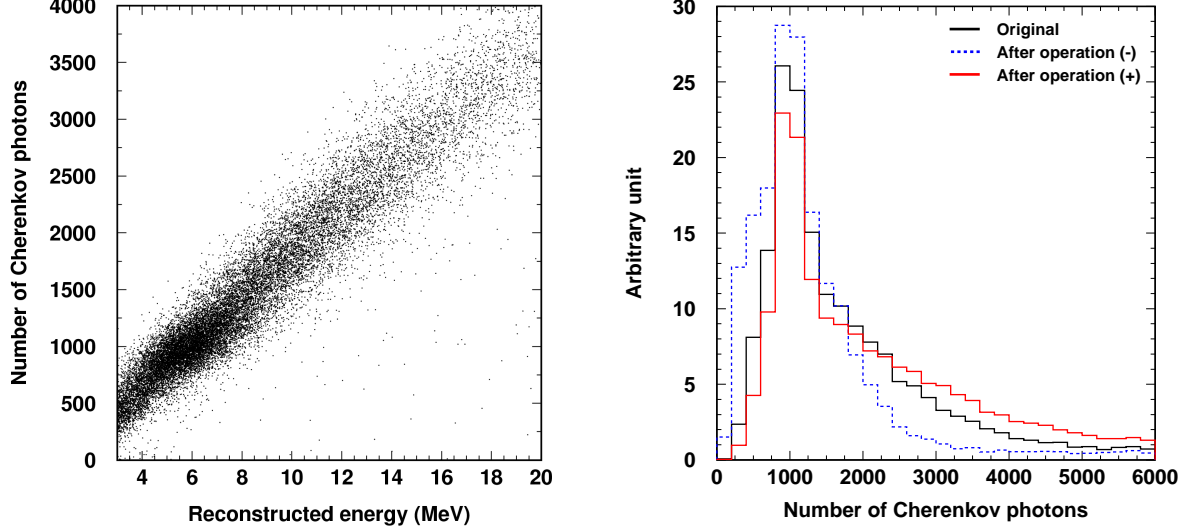 4000
3500
3000
2500
2000
1500
1000
500
0
Number of Cherenkov photons
4 6 8 10 12 14 16 18 20
Reconstructed energy (MeV)
30
25
20
15
10
5
0
Arbitrary unit
Original
After operation (-)
After operation (+)
0 1000 2000 3000 4000 5000 6000
Number of Cherenkov photons